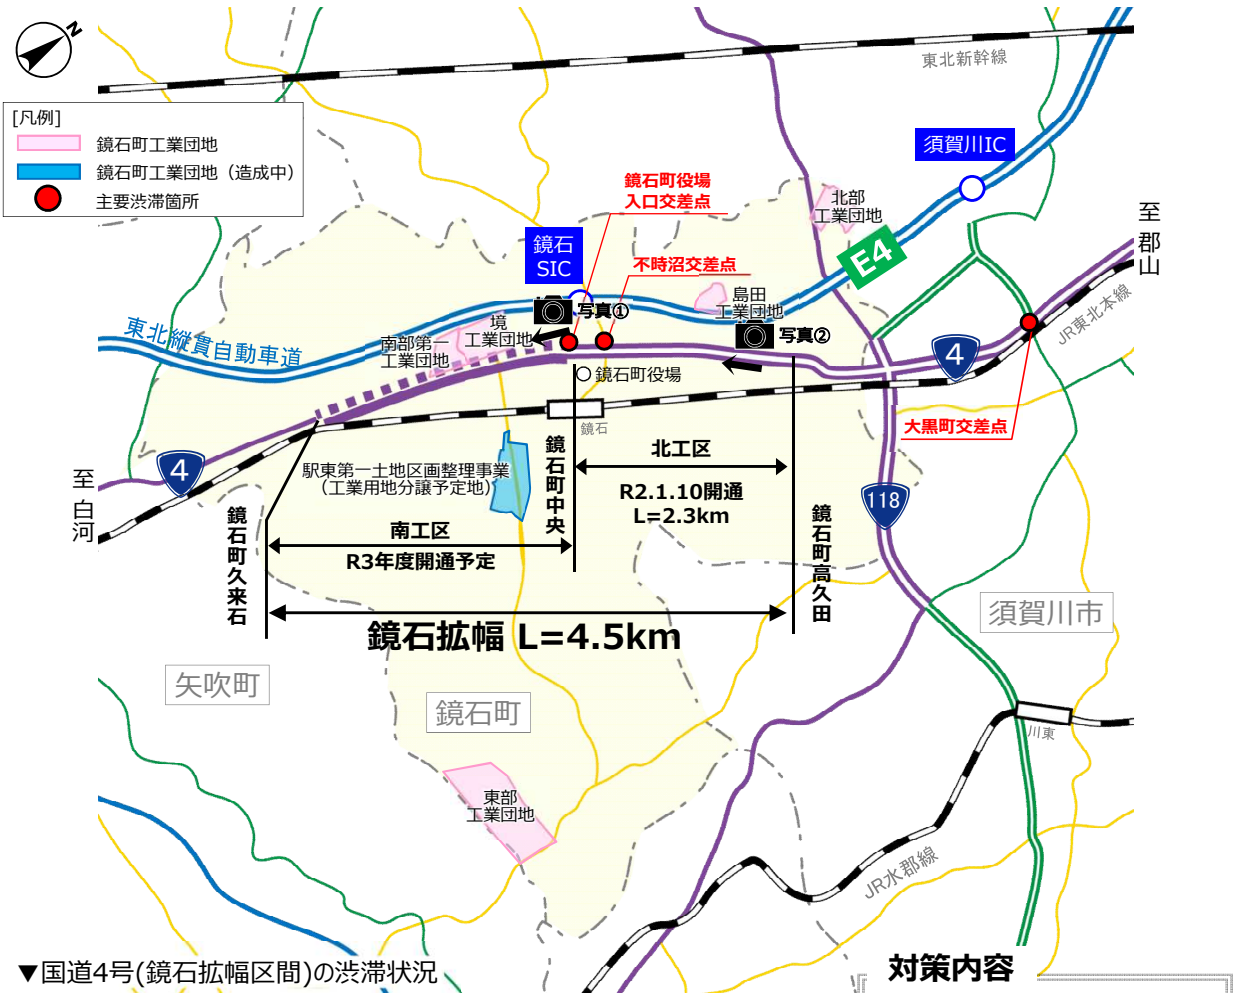 N
東北新幹線
[凡例]
鏡石町工業団地
鏡石町工業団地（造成中）
主要渋滞箇所
須賀川IC
鏡石町役場
入口交差点
北部
工業団地
至郡山
鏡石
SIC
E4
不時沼交差点
島田
工業団地
JR東北本線
写真①
境
工業団地
東北縦貫自動車道
南部第一
工業団地
写真②
4
鏡石町役場
大黒町交差点
鏡石
北工区
4
至白河
駅東第一土地区画整理事業
（工業用地分譲予定地）
鏡石町中央
R2.1.10開通
L=2.3km
118
鏡石町久来石
南工区
R3年度開通予定
鏡石町高久田
鏡石拡幅 L=4.5km
須賀川市
矢吹町
鏡石町
川東
東部
工業団地
JR水郡線
▼国道4号(鏡石拡幅区間)の渋滞状況
対策内容